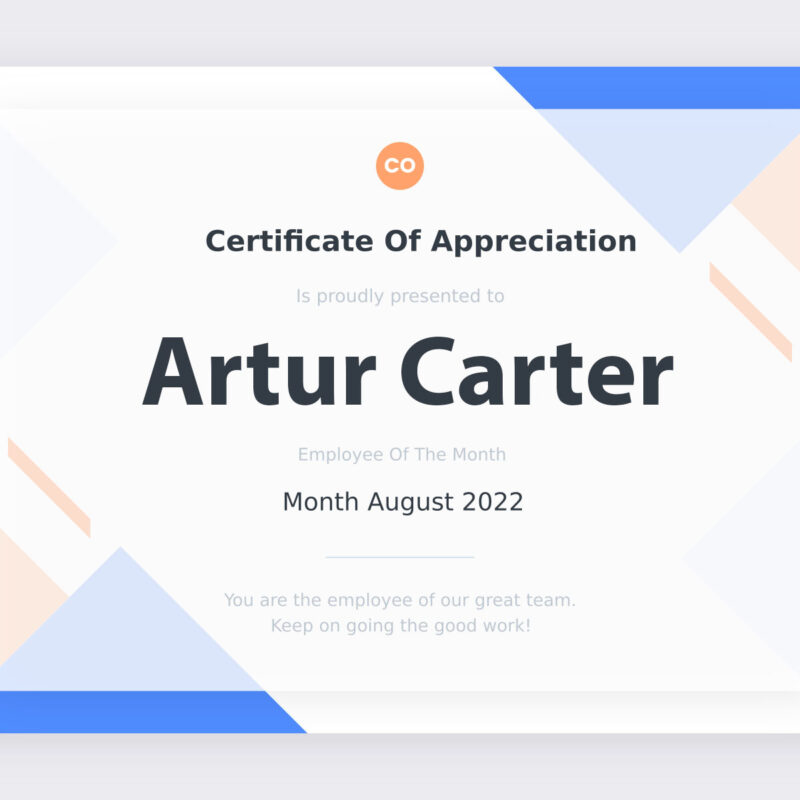 CO
Certificate Of Appreciation
Is proudly presented to
Artur Carter
Employee Of The Month
Month August 2022
You are the employee of our great team.
Keep on going the good work!